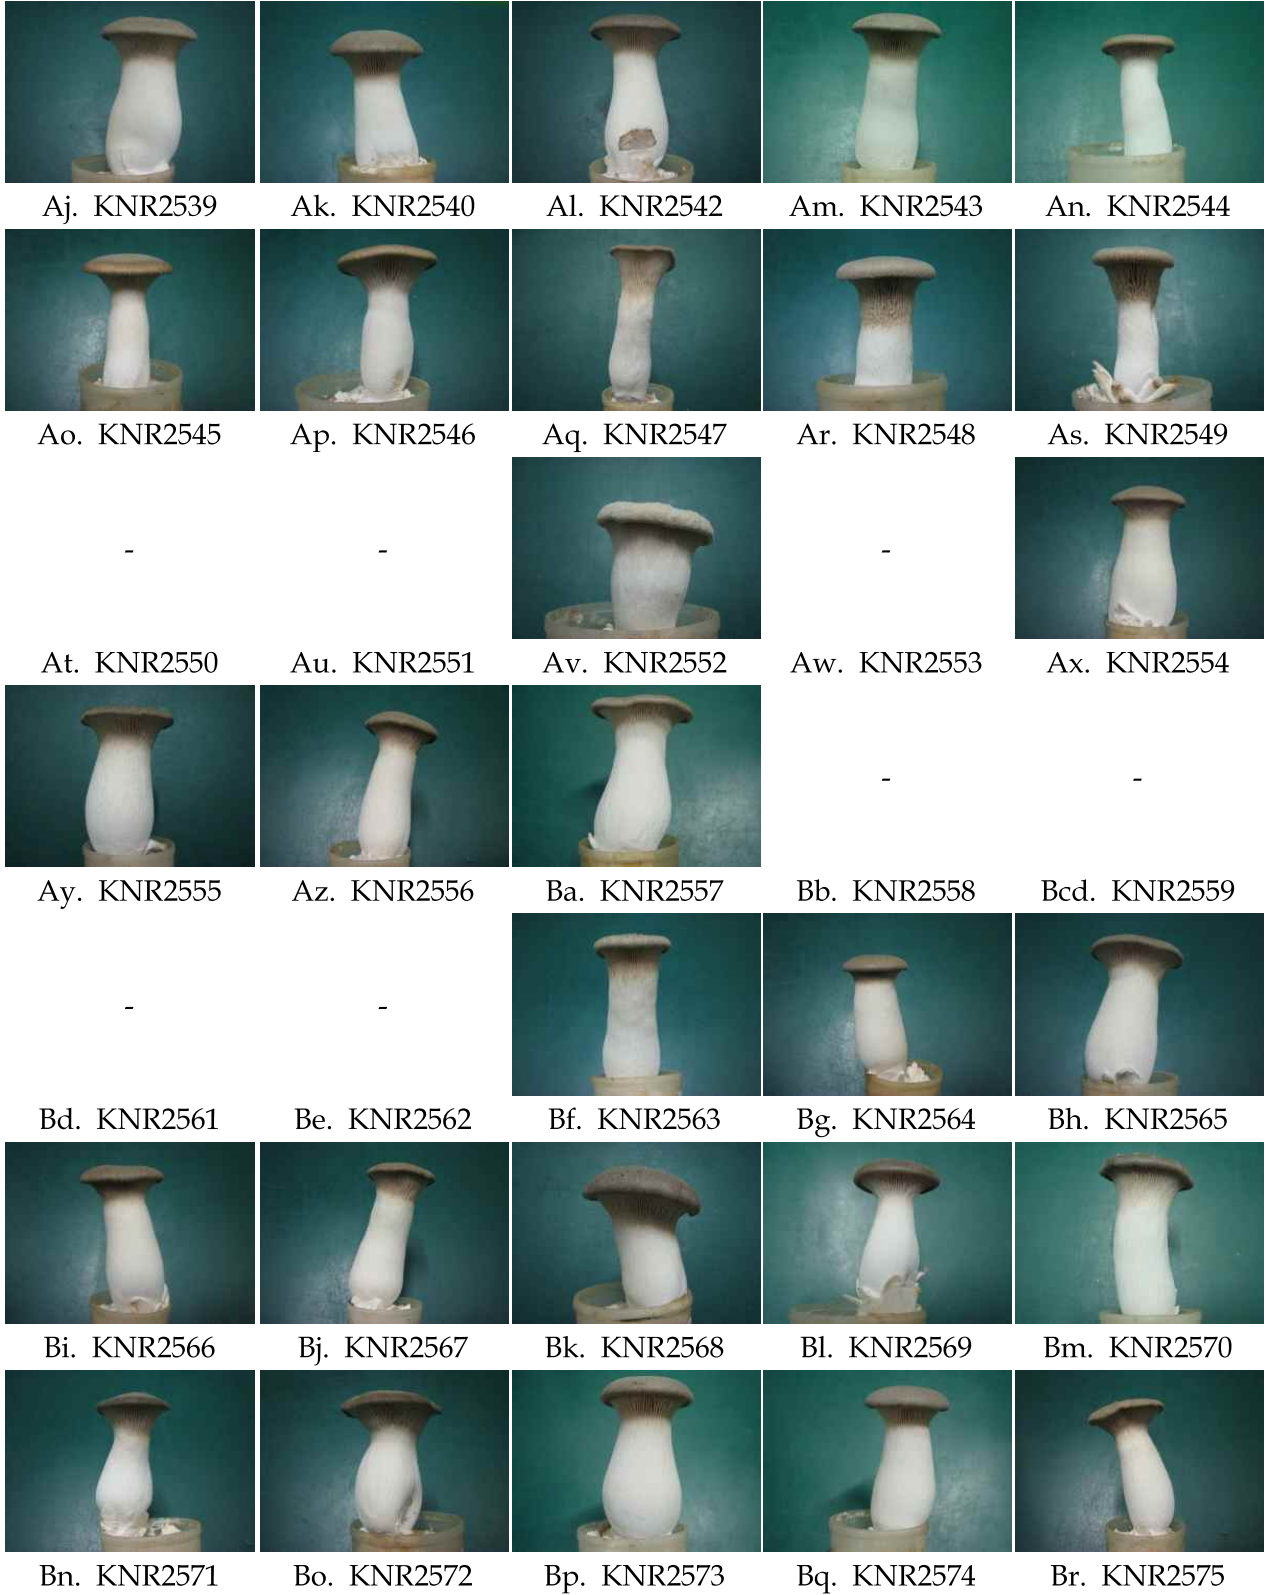 Aj. KNR2539 Ak. KNR2540 Al. KNR2542 Am. KNR2543 An. KNR2544
Ao. KNR2545 Ap. KNR2546 Aq. KNR2547 Ar. KNR2548 As. KNR2549
- - -
At. KNR2550 Au. KNR2551 Av. KNR2552 Aw. KNR2553 Ax. KNR2554
- -
Ay. KNR2555 Az. KNR2556 Ba. KNR2557 Bb. KNR2558 Bcd. KNR2559
- -
Bd. KNR2561 Be. KNR2562 Bf. KNR2563 Bg. KNR2564 Bh. KNR2565
Bi. KNR2566 Bj. KNR2567 Bk. KNR2568 Bl. KNR2569 Bm. KNR2570
Bn. KNR2571 Bo. KNR2572 Bp. KNR2573 Bq. KNR2574 Br. KNR2575